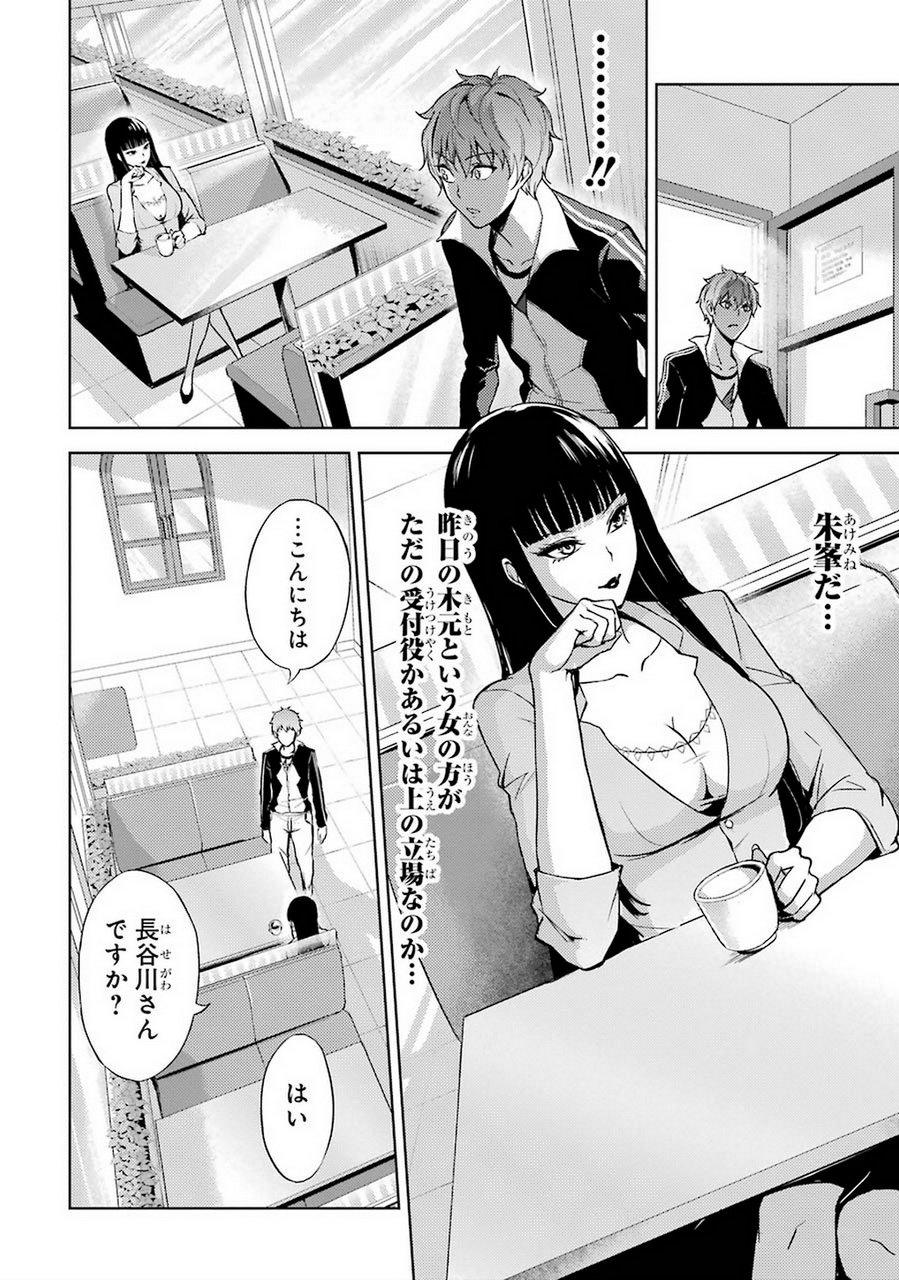 ………!!
朱峯だ…
昨日の木元という女の方が
ただの受付役かあるいは上の立場なのか…
…こんにちは
長谷川さん
ですか?
はい